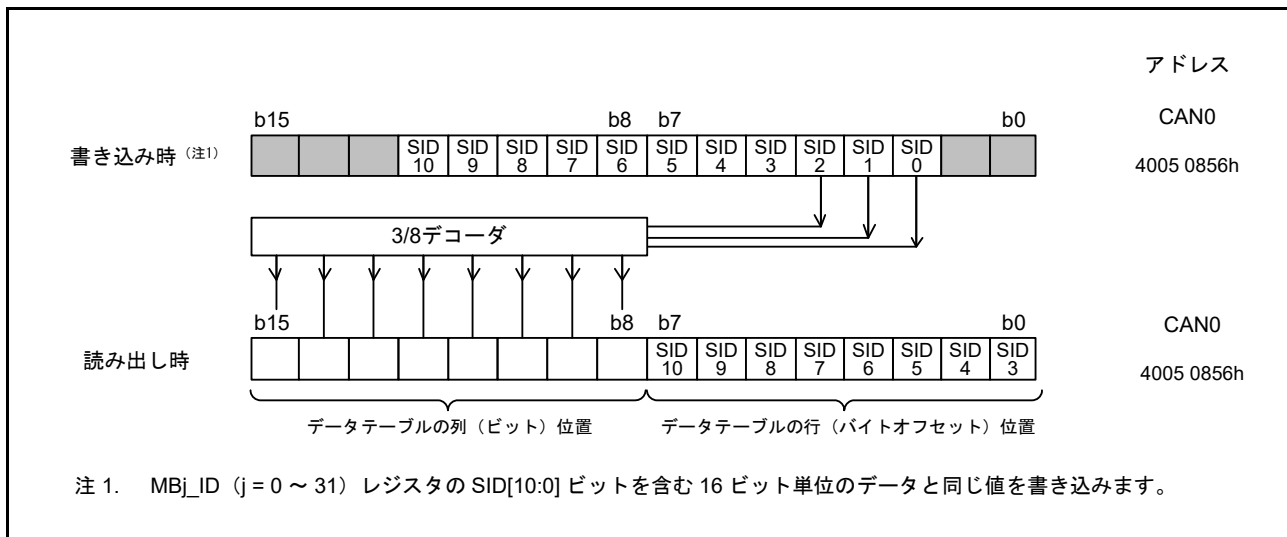 アドレス
b15 b8 b7 b0 CAN0
書き込み時（注1） SID 10 SID 9 SID 8 SID 7 SID 6 SID 5 SID 4 SID 3 SID 2 SID 1 SID 0 4005 0856h
3/8デコーダ
b15 b8 b7 b0 CAN0
読み出し時 SID 10 SID 9 SID 8 SID 7 SID 6 SID 5 SID 4 SID 3 4005 0856h
データテーブルの列（ビット）位置 データテーブルの行（バイトオフセット）位置
注 1. MBj_ID（j = 0 ～ 31）レジスタの SID[10:0] ビットを含む 16 ビット単位のデータと同じ値を書き込みます。